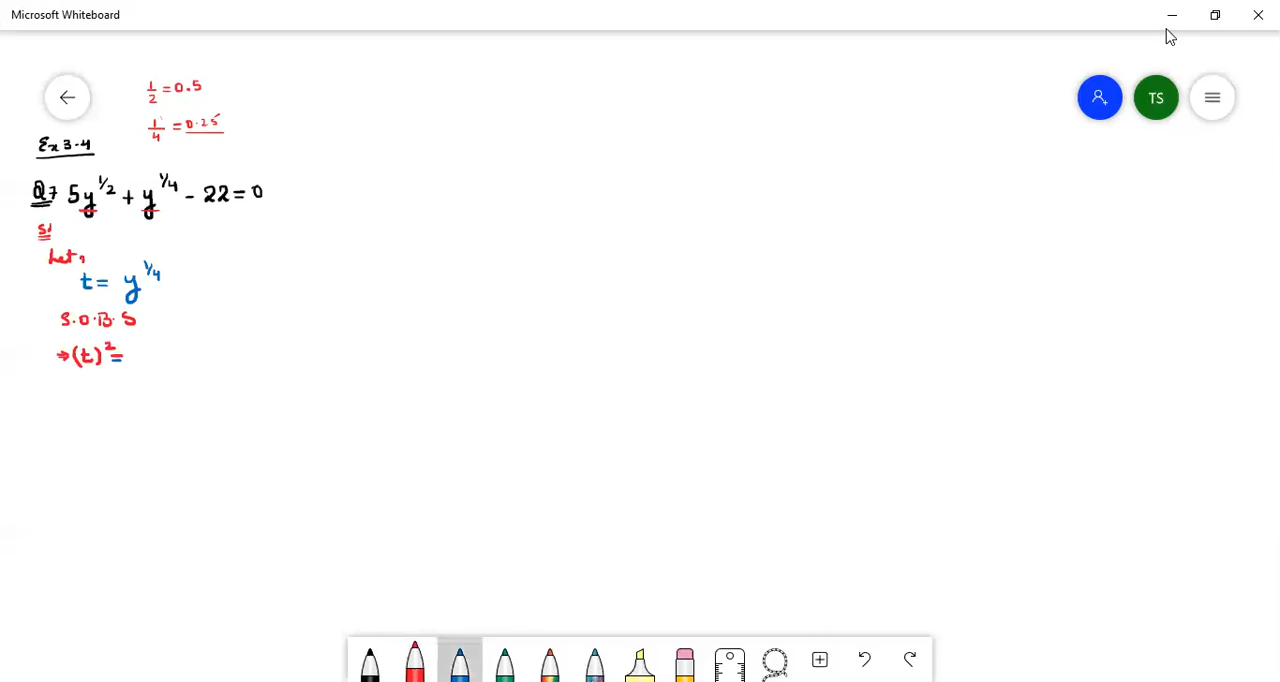 Microsoft Whiteboard
1/2 = 0.5
1/4 = 0.25
TS
Ex 3.4
Q7 5y^1/2 + y^1/4 - 22 = 0
Sol
Let,
t = y^1/4
S.O.B.S
⇒ (t)^2 =